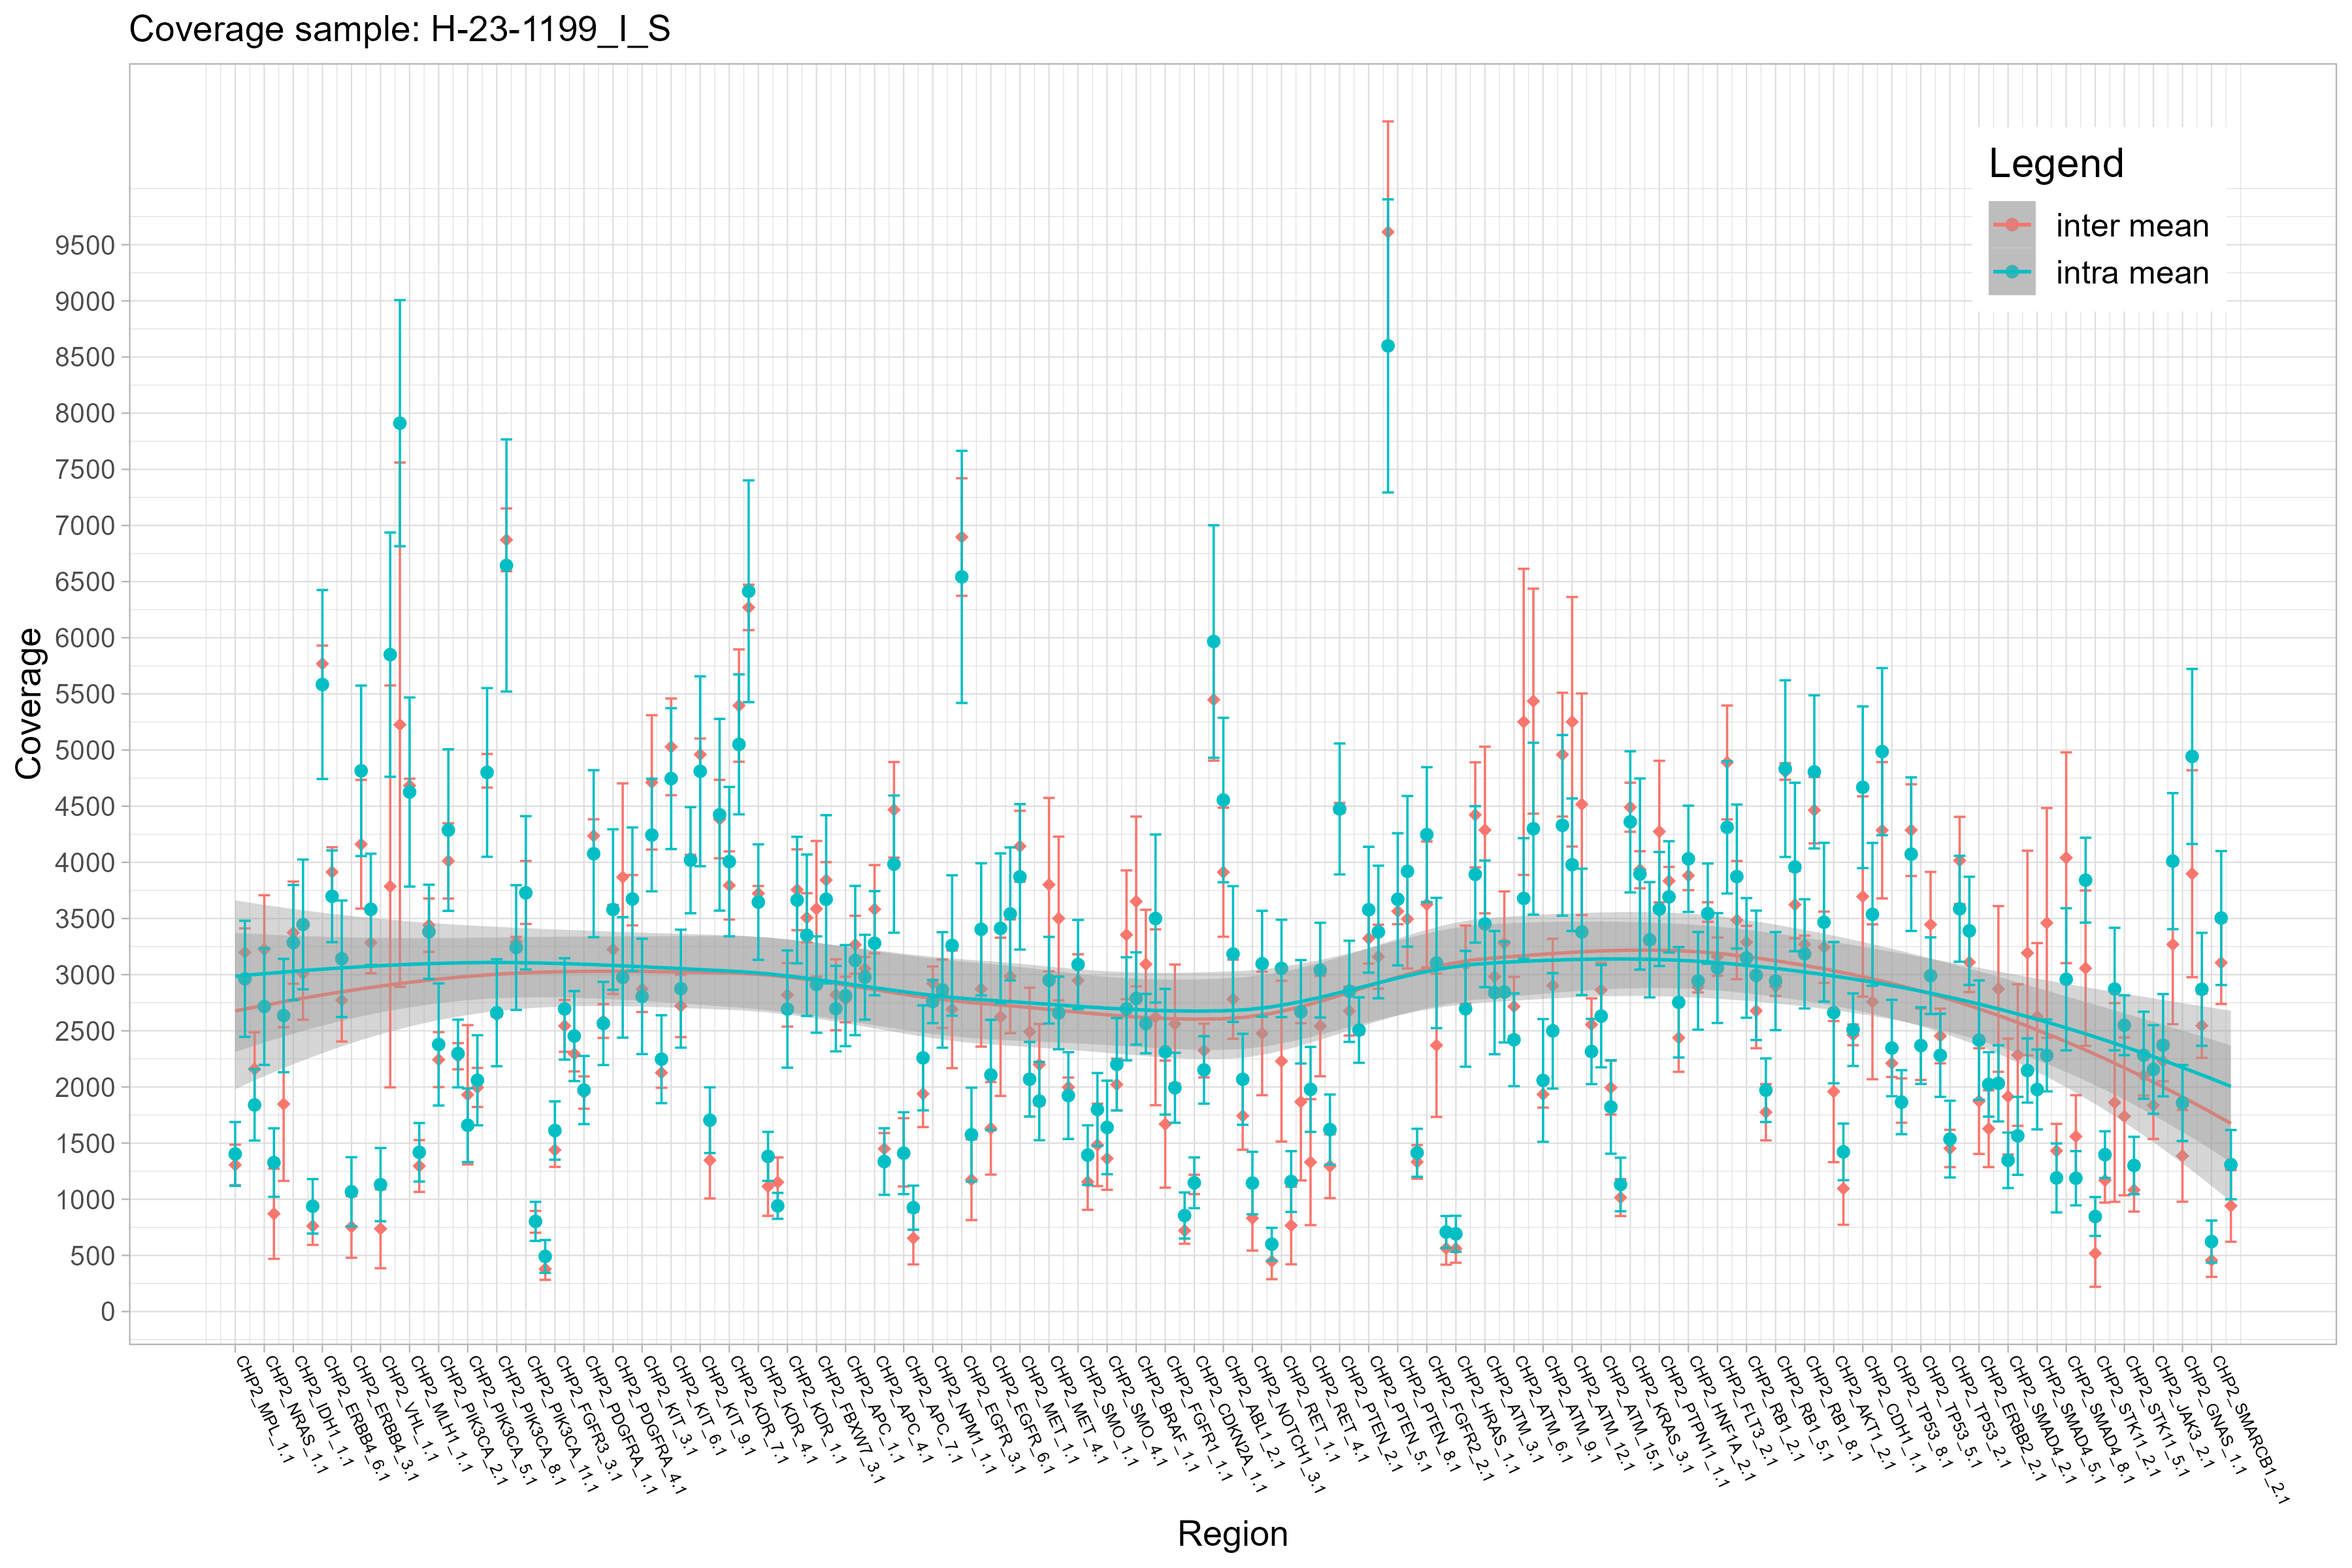 Coverage sample: H-23-1199_I_S
Legend
inter mean
intra mean
Coverage
9500
9000
8500
8000
7500
7000
6500
6000
5500
5000
4500
4000
3500
3000
2500
2000
1500
1000
500
0
CHP2_MPL_1.1
CHP2_NRAS_1.1
CHP2_IDH1_1.1
CHP2_ERBB4_6.1
CHP2_ERBB4_3.1
CHP2_VHL_1.1
CHP2_MLH1_1.1
CHP2_PIK3CA_2.1
CHP2_PIK3CA_5.1
CHP2_PIK3CA_8.1
CHP2_PIK3CA_11.1
CHP2_FGFR3_3.1
CHP2_PDGFRA_1.1
CHP2_PDGFRA_4.1
CHP2_KIT_3.1
CHP2_KIT_6.1
CHP2_KIT_9.1
CHP2_KDR_7.1
CHP2_KDR_4.1
CHP2_KDR_1.1
CHP2_FBXW7_3.1
CHP2_APC_1.1
CHP2_APC_4.1
CHP2_APC_7.1
CHP2_NPM1_1.1
CHP2_EGFR_3.1
CHP2_EGFR_6.1
CHP2_MET_1.1
CHP2_MET_4.1
CHP2_SMO_1.1
CHP2_SMO_4.1
CHP2_BRAF_1.1
CHP2_FGFR1_1.1
CHP2_CDKN2A_1.1
CHP2_ABL1_2.1
CHP2_NOTCH1_3.1
CHP2_RET_1.1
CHP2_RET_4.1
CHP2_PTEN_2.1
CHP2_PTEN_5.1
CHP2_PTEN_8.1
CHP2_FGFR2_2.1
CHP2_HRAS_1.1
CHP2_ATM_3.1
CHP2_ATM_6.1
CHP2_ATM_9.1
CHP2_ATM_12.1
CHP2_ATM_15.1
CHP2_KRAS_3.1
CHP2_PTPN11_1.1
CHP2_HNF1A_2.1
CHP2_FLT3_2.1
CHP2_RB1_2.1
CHP2_RB1_5.1
CHP2_RB1_8.1
CHP2_AKT1_2.1
CHP2_CDH1_1.1
CHP2_TP53_8.1
CHP2_TP53_5.1
CHP2_TP53_2.1
CHP2_ERBB2_2.1
CHP2_SMAD4_2.1
CHP2_SMAD4_5.1
CHP2_SMAD4_8.1
CHP2_STK11_2.1
CHP2_STK11_5.1
CHP2_JAK3_2.1
CHP2_GNAS_1.1
CHP2_SMARCB1_2.1
Region